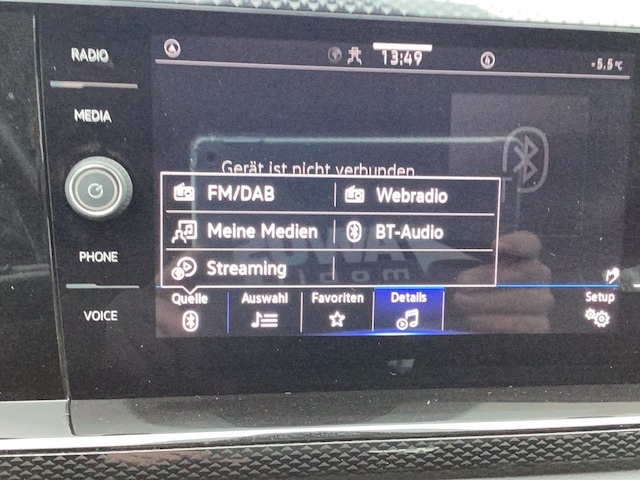 RADIO
13:49
-5.5°C
MEDIA
Gerät ist nicht verbunden
FM/DAB Webradio
Meine Medien BT-Audio
Streaming
PHONE
Quelle Auswahl Favoriten Details Setup
VOICE